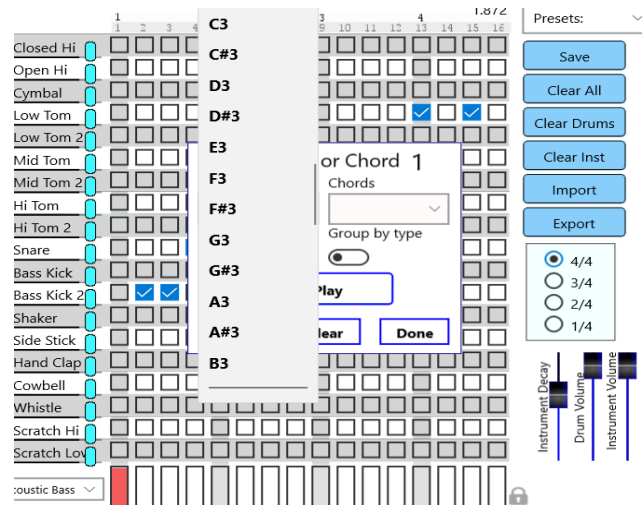 1 3 4 1.872
1 2 3 4 9 10 11 12 13 14 15 16
Presets:
Closed Hi
Open Hi
Cymbal
Low Tom
Low Tom 2
Mid Tom
Mid Tom 2
Hi Tom
Hi Tom 2
Snare
Bass Kick
Bass Kick 2
Shaker
Side Stick
Hand Clap
Cowbell
Whistle
Scratch Hi
Scratch Low
coustic Bass
C3
C#3
D3
D#3
E3
F3
F#3
G3
G#3
A3
A#3
B3
or Chord 1
Chords
Group by type
Play
lear
Done
Save
Clear All
Clear Drums
Clear Inst
Import
Export
4/4
3/4
2/4
1/4
Instrument Decay
Drum Volume
Instrument Volume